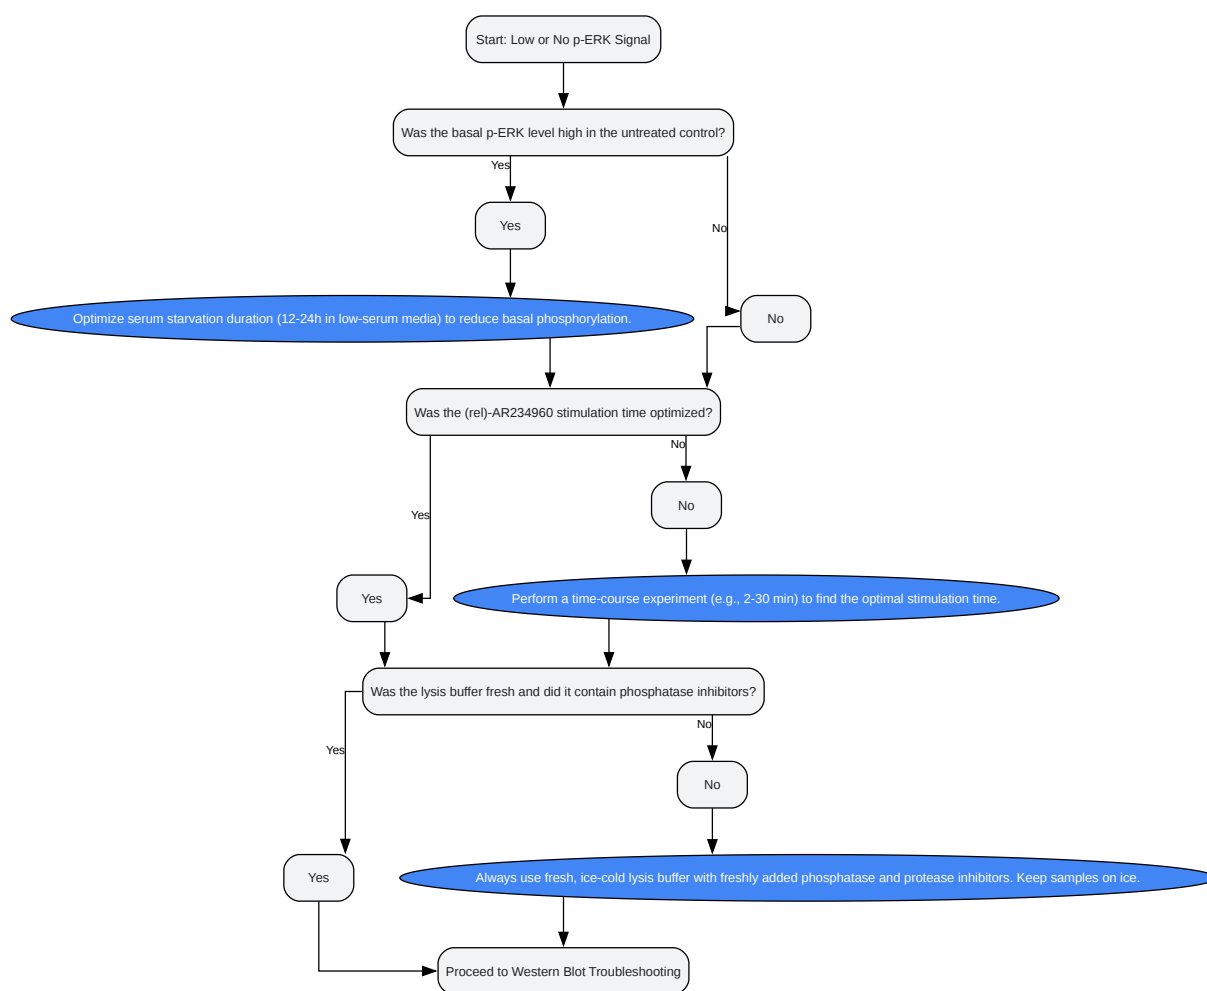 Start: Low or No p-ERK Signal
Was the basal p-ERK level high in the untreated control?
Yes
Yes
No
Optimize serum starvation duration (12-24h in low-serum media) to reduce basal phosphorylation.
No
Was the (rel)-AR234960 stimulation time optimized?
No
No
Yes
Yes
Perform a time-course experiment (e.g., 2-30 min) to find the optimal stimulation time.
Was the lysis buffer fresh and did it contain phosphatase inhibitors?
No
Yes
No
Yes
Always use fresh, ice-cold lysis buffer with freshly added phosphatase and protease inhibitors. Keep samples on ice.
Proceed to Western Blot Troubleshooting